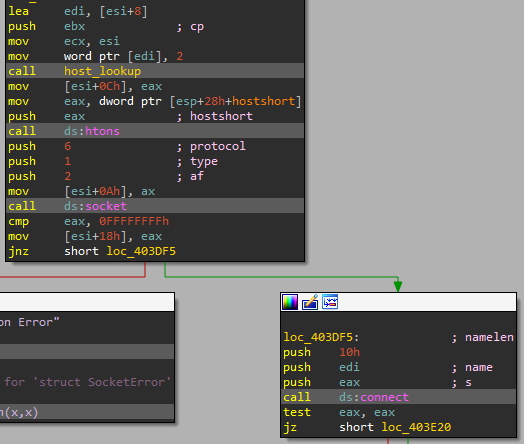 lea edi, [esi+8]
push ebx ; cp
mov ecx, esi
mov word ptr [edi], 2
call host_lookup
mov [esi+0Ch], eax
mov eax, dword ptr [esp+28h+hostshort]
push eax ; hostshort
call ds:htons
push 6 ; protocol
push 1 ; type
push 2 ; af
mov [esi+0Ah], ax
call ds:socket
cmp eax, 0FFFFFFFFh
mov [esi+18h], eax
jnz short loc_403DF5
on Error"
for 'struct SocketError'
(x,x)
loc_403DF5: ; namelen
push 10h
push edi ; name
push eax ; s
call ds:connect
test eax, eax
jz short loc_403E20